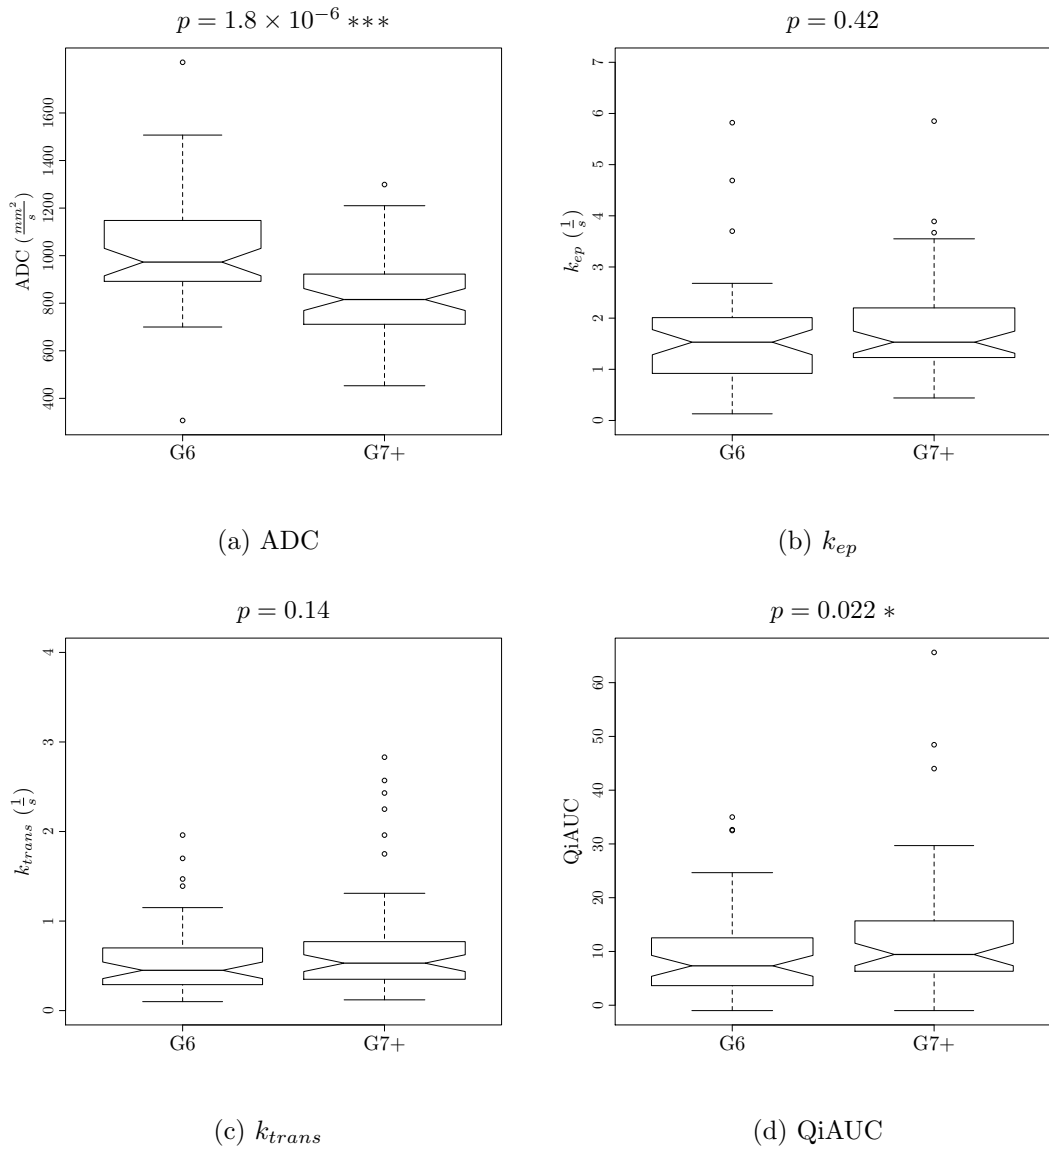 p = 1.8 × 10⁻⁶ ∗∗∗
ADC (mm²/s)
400 600 800 1000 1200 1400 1600
G6 G7+
(a) ADC
p = 0.42
k_ep (1/s)
0 1 2 3 4 5 6 7
G6 G7+
(b) k_ep
p = 0.14
k_trans (1/s)
0 1 2 3 4
G6 G7+
(c) k_trans
p = 0.022 ∗
QiAUC
0 10 20 30 40 50 60
G6 G7+
(d) QiAUC